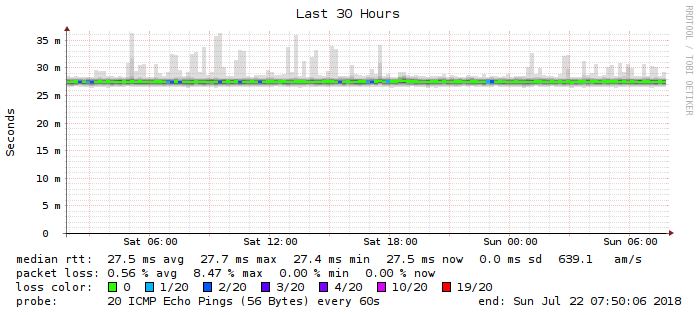 Last 30 Hours
RRDTOOL / TOBI OETIKER
Seconds
35 m
30 m
25 m
20 m
15 m
10 m
5 m
0
Sat 06:00 Sat 12:00 Sat 18:00 Sun 00:00 Sun 06:00
median rtt: 27.5 ms avg 27.7 ms max 27.4 ms min 27.5 ms now 0.0 ms sd 639.1 am/s
packet loss: 0.56 % avg 8.47 % max 0.00 % min 0.00 % now
loss color: 0 1/20 2/20 3/20 4/20 10/20 19/20
probe: 20 ICMP Echo Pings (56 Bytes) every 60s end: Sun Jul 22 07:50:06 2018